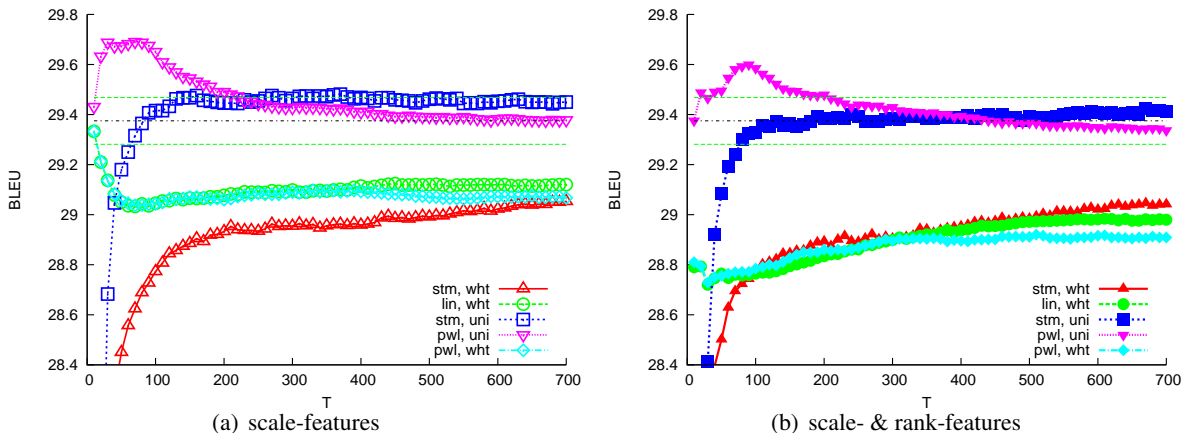 29.8
29.6
29.4
29.2
29
28.8
28.6
28.4
BLEU
0 100 200 300 400 500 600 700
T
stm, wht
lin, wht
stm, uni
pwl, uni
pwl, wht
(a) scale-features
29.8
29.6
29.4
29.2
29
28.8
28.6
28.4
BLEU
0 100 200 300 400 500 600 700
T
stm, wht
lin, wht
stm, uni
pwl, uni
pwl, wht
(b) scale- & rank-features